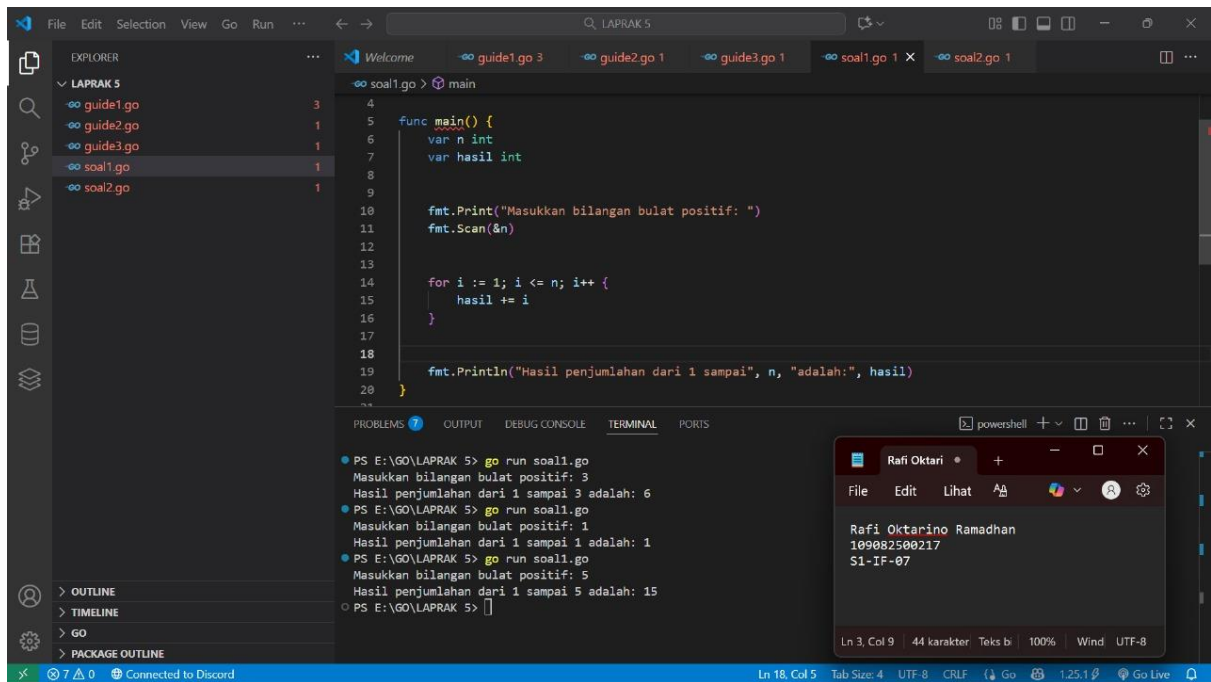 File Edit Selection View Go Run ··· LAPRAK 5
EXPLORER ···
LAPRAK 5
guide1.go 3
guide2.go 1
guide3.go 1
soal1.go 1
soal2.go 1
OUTLINE
TIMELINE
GO
PACKAGE OUTLINE
Welcome guide1.go 3 guide2.go 1 guide3.go 1 soal1.go 1 soal2.go 1 ···
soal1.go > main
4
5 func main() {
6 var n int
7 var hasil int
8
9
10 fmt.Print("Masukkan bilangan bulat positif: ")
11 fmt.Scan(&n)
12
13
14 for i := 1; i <= n; i++ {
15 hasil += i
16 }
17
18
19 fmt.Println("Hasil penjumlahan dari 1 sampai", n, "adalah:", hasil)
20 }
21
PROBLEMS 7 OUTPUT DEBUG CONSOLE TERMINAL PORTS powershell ···
PS E:\GO\LAPRAK 5> go run soal1.go
Masukkan bilangan bulat positif: 3
Hasil penjumlahan dari 1 sampai 3 adalah: 6
PS E:\GO\LAPRAK 5> go run soal1.go
Masukkan bilangan bulat positif: 1
Hasil penjumlahan dari 1 sampai 1 adalah: 1
PS E:\GO\LAPRAK 5> go run soal1.go
Masukkan bilangan bulat positif: 5
Hasil penjumlahan dari 1 sampai 5 adalah: 15
PS E:\GO\LAPRAK 5>
Rafi Oktari
File Edit Lihat
Rafi Oktarino Ramadhan
109082500217
S1-IF-07
Ln 3, Col 9 44 karakter Teks bi 100% Wind UTF-8
7 0 Connected to Discord Ln 18, Col 5 Tab Size: 4 UTF-8 CRLF Go 1.25.1 Go Live